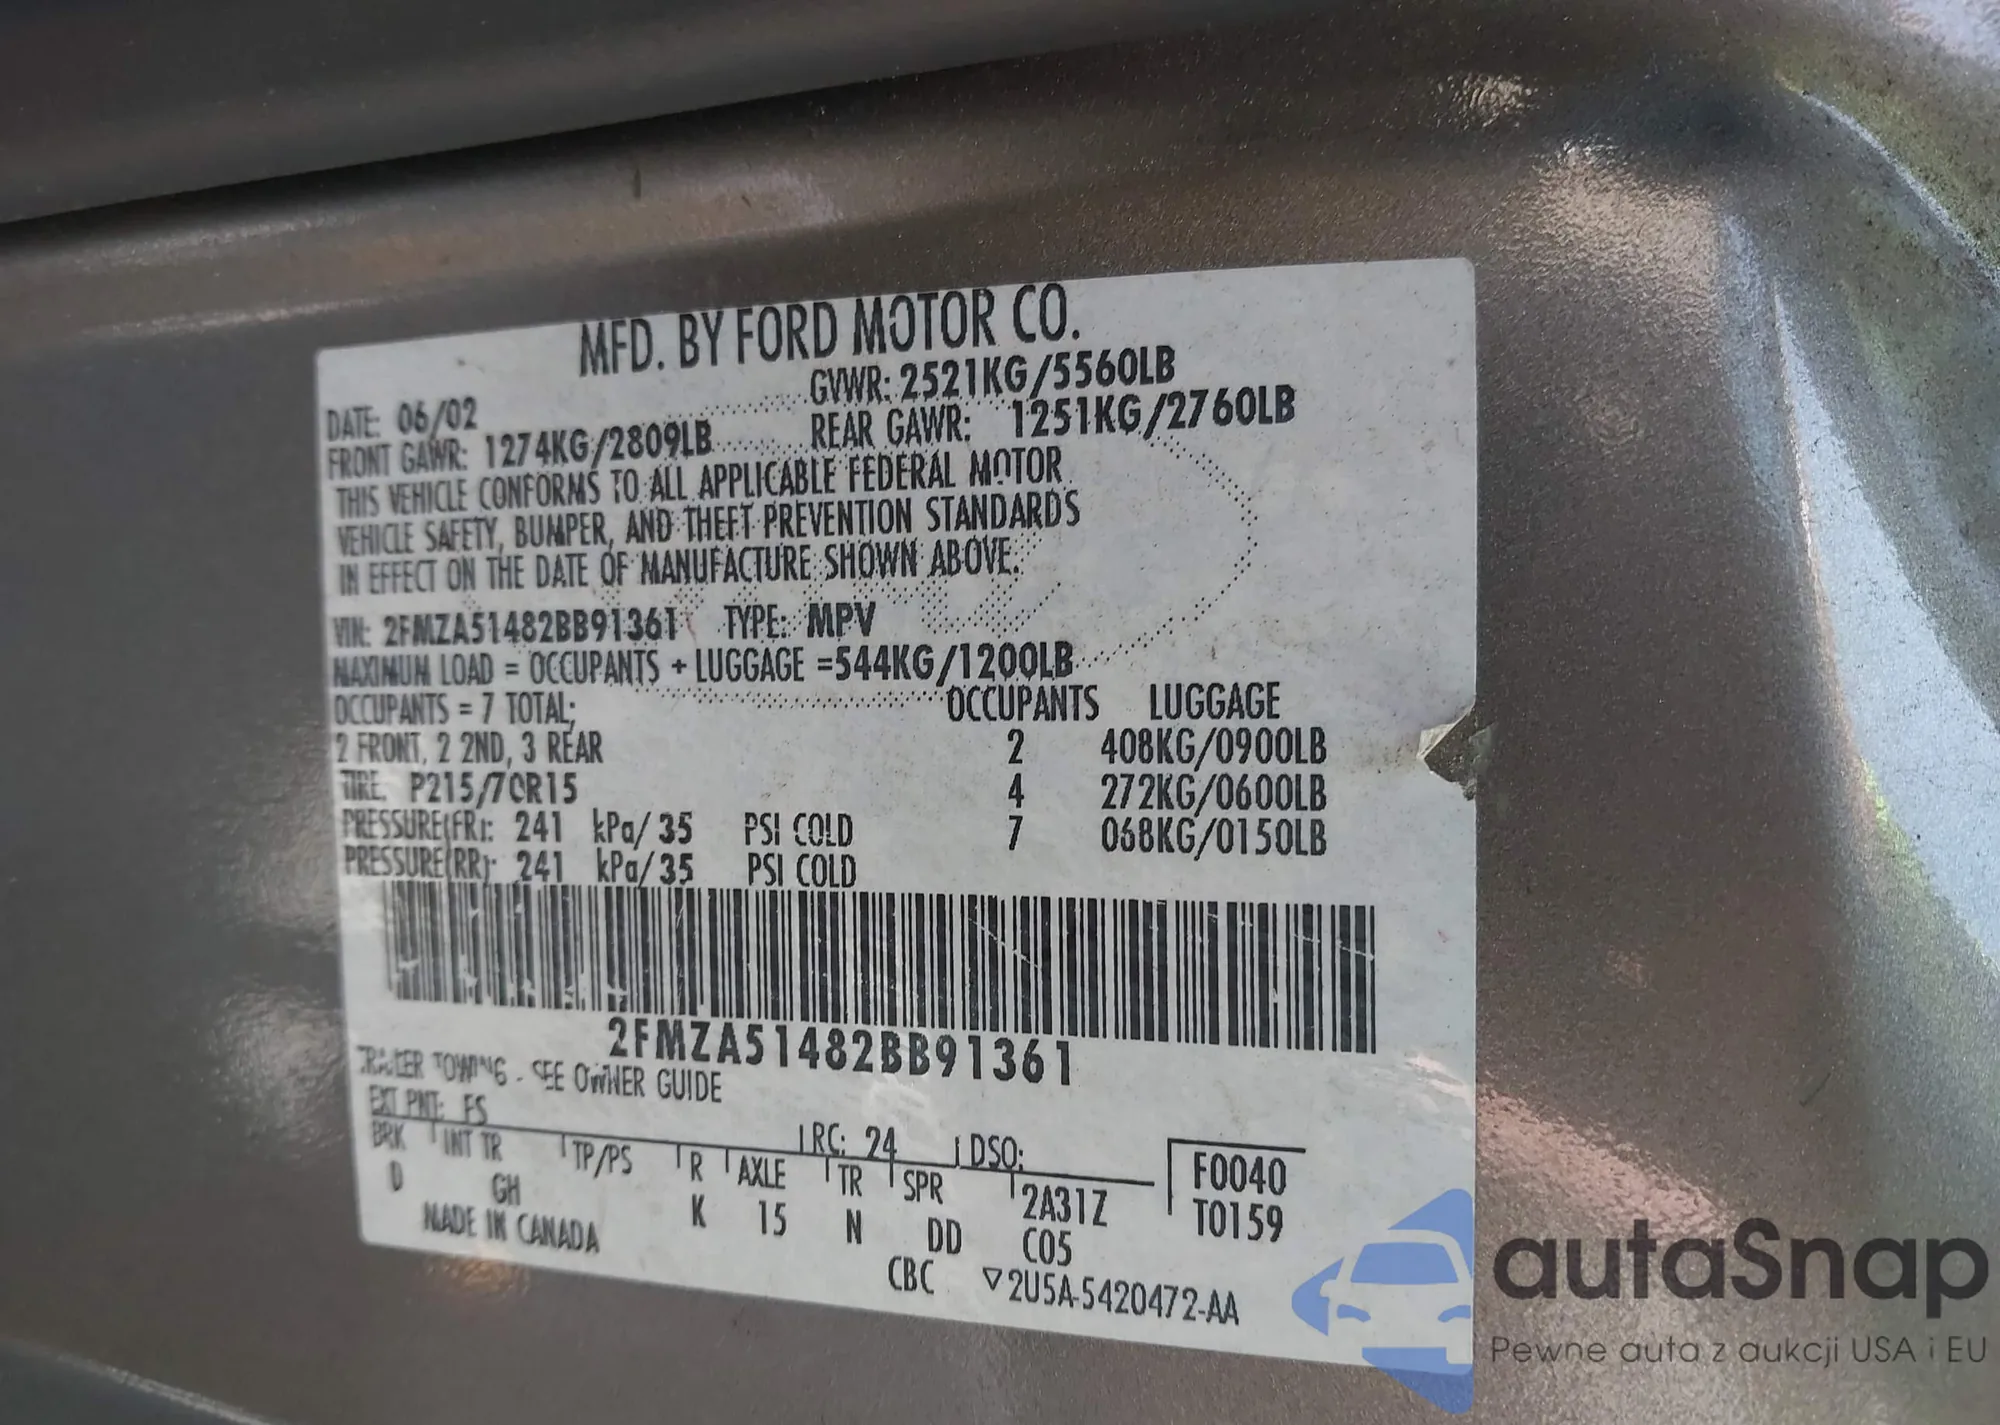 MFD. BY FORD MOTOR CO.
DATE: 06/02 GVWR: 2521KG/5560LB
FRONT GAWR: 1274KG/2809LB REAR GAWR: 1251KG/2760LB
THIS VEHICLE CONFORMS TO ALL APPLICABLE FEDERAL MOTOR
VEHICLE SAFETY, BUMPER, AND THEFT PREVENTION STANDARDS
IN EFFECT ON THE DATE OF MANUFACTURE SHOWN ABOVE.
VIN: 2FMZA51482BB91361 TYPE: MPV
MAXIMUM LOAD = OCCUPANTS + LUGGAGE =544KG/1200LB
OCCUPANTS = 7 TOTAL; OCCUPANTS LUGGAGE
2 FRONT, 2 2ND, 3 REAR 2 408KG/0900LB
TIRE: P215/70R15 4 272KG/0600LB
PRESSURE(FR): 241 kPa/35 PSI COLD 7 068KG/0150LB
PRESSURE(RR): 241 kPa/35 PSI COLD
2FMZA51482BB91361
TRAILER TOWING - SEE OWNER GUIDE
EXT PNT: FS RC: 24 DSO: F0040
BRK INT TR TP/PS R AXLE TR SPR 2A31Z T0159
D GH K 15 N DD C05
MADE IN CANADA CBC ▽2U5A-5420472-AA
autaSnap
Pewne auta z aukcji USA i EU